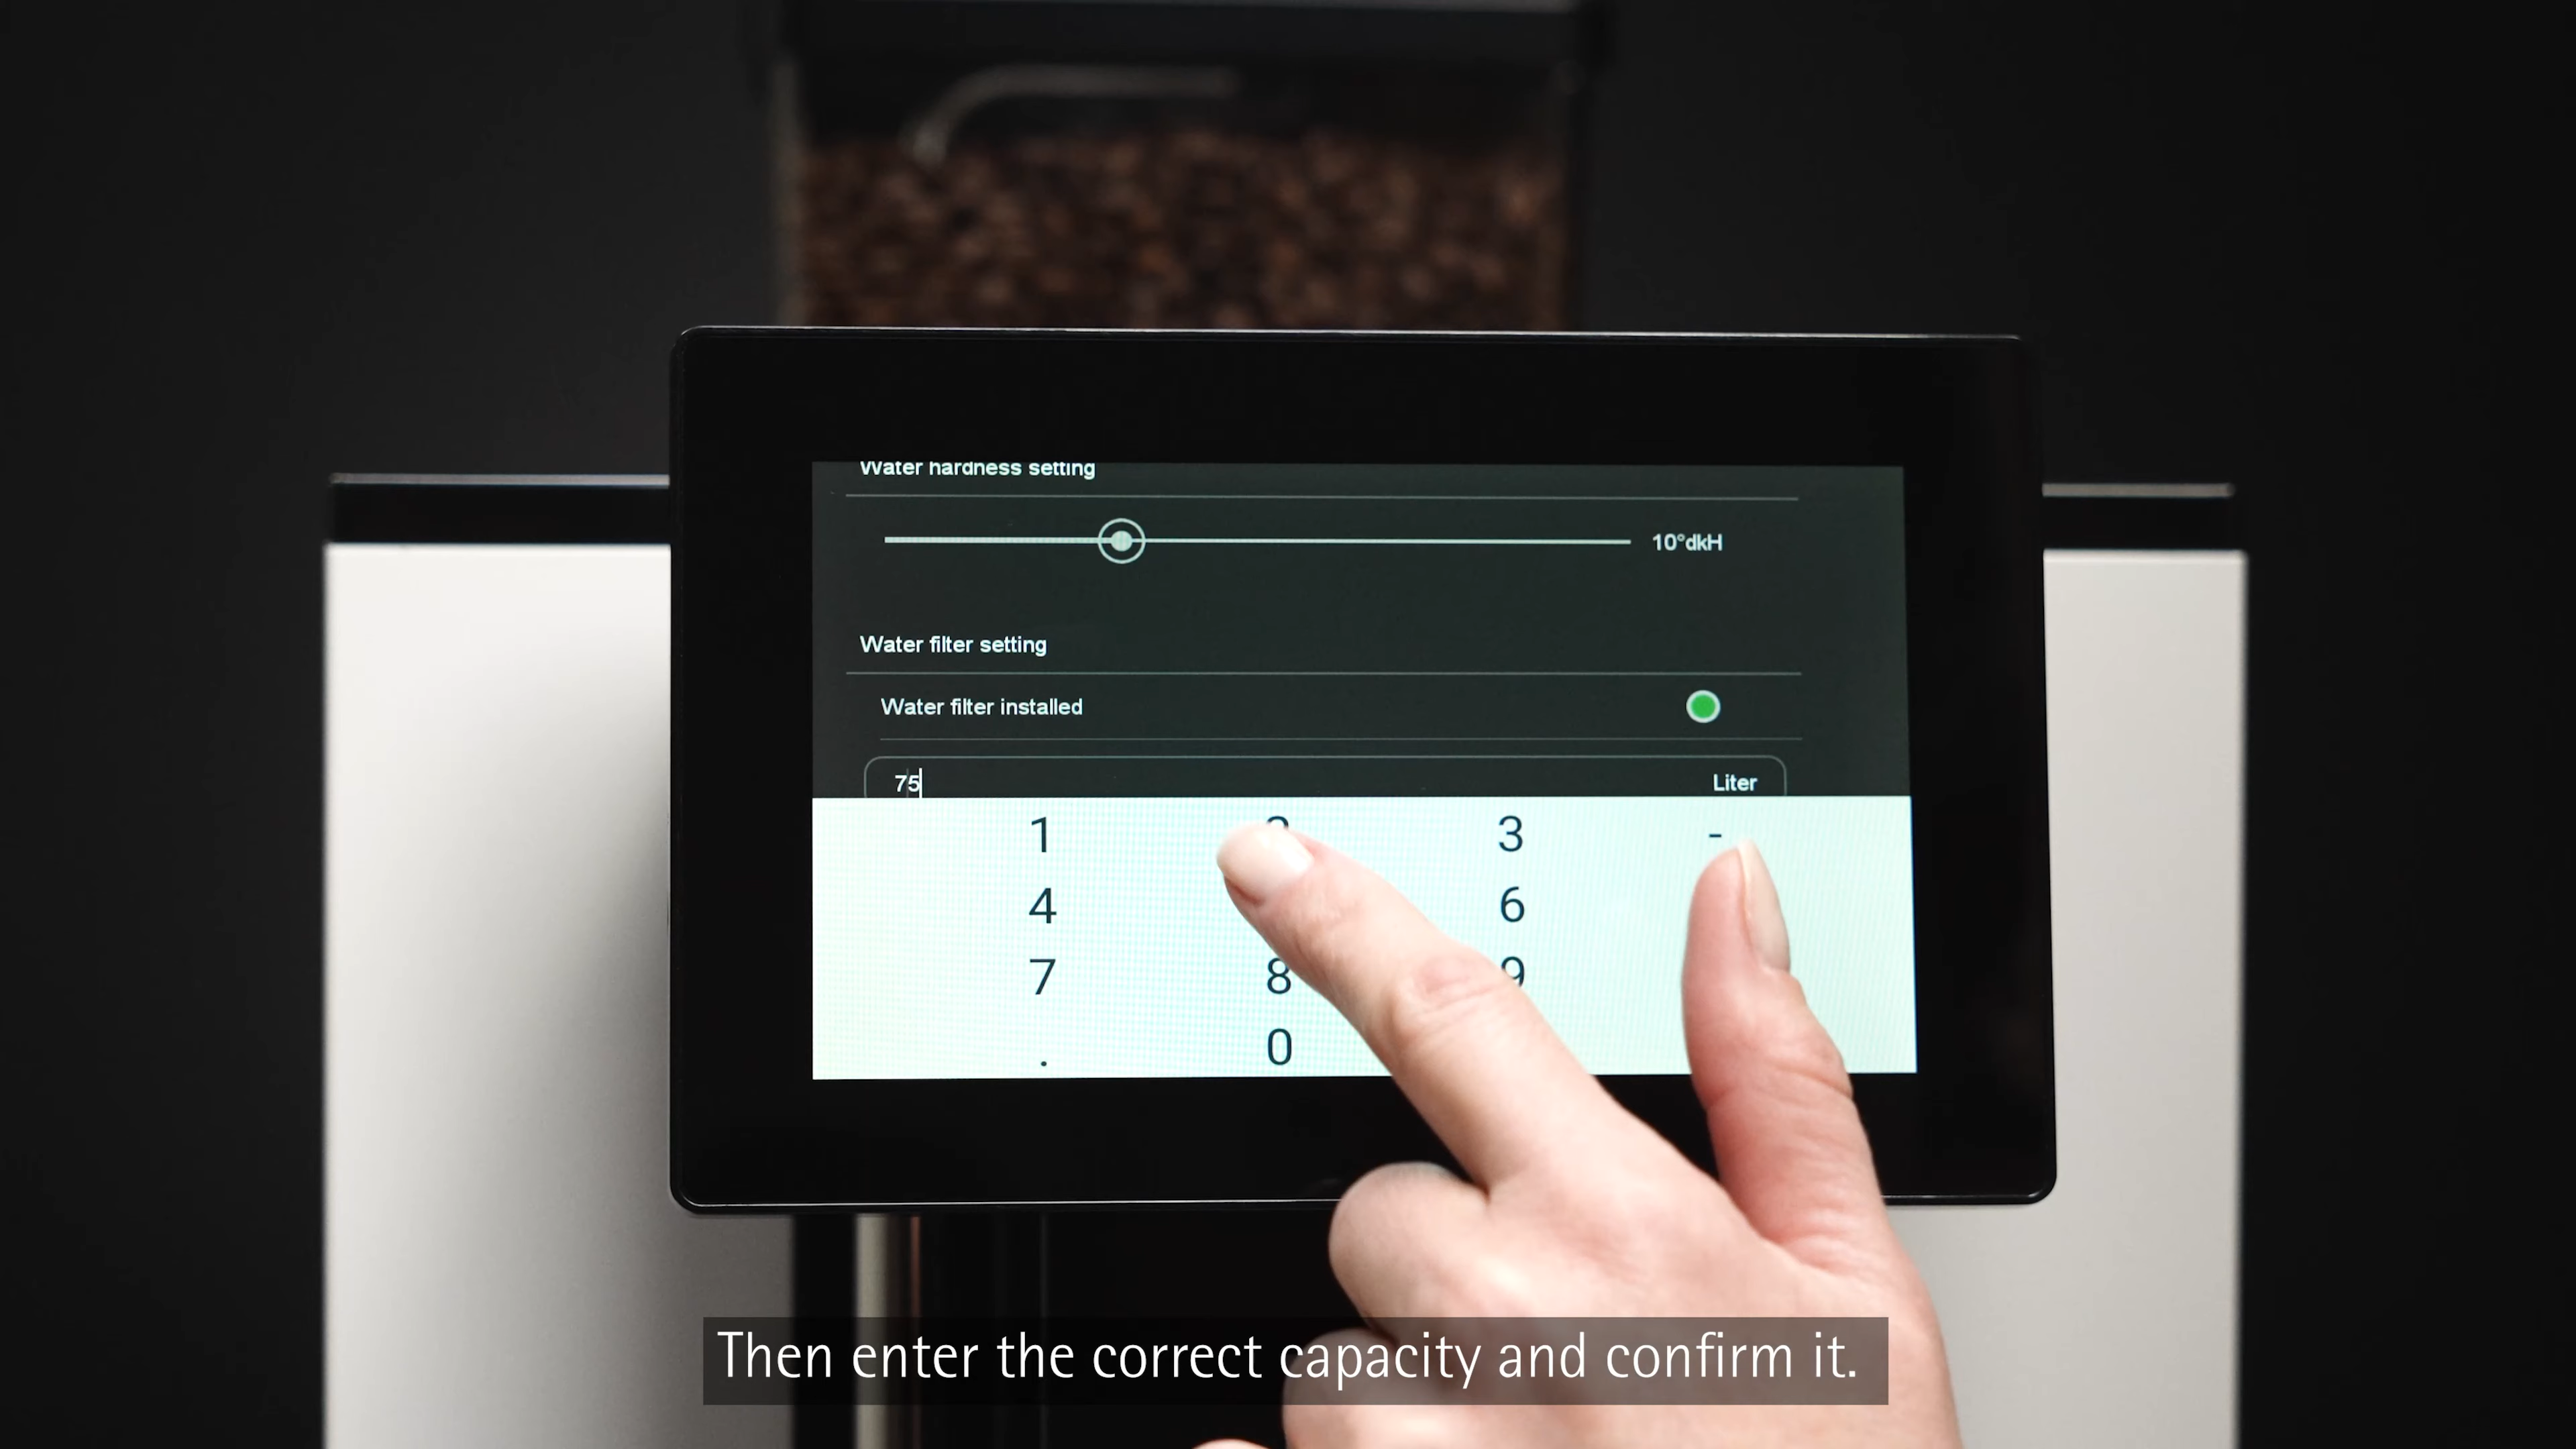 Water hardness setting
10°dkH
Water filter setting
Water filter installed
75 Liter
1 3 -
4 6
7 8 9
. 0
Then enter the correct capacity and confirm it.